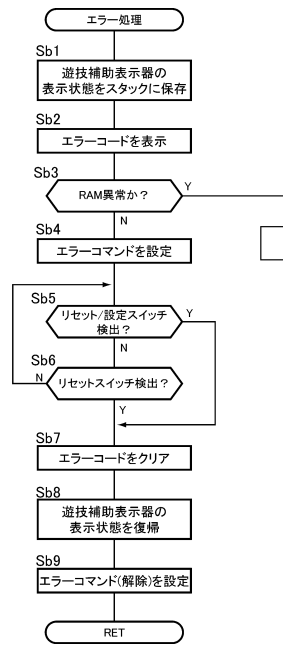 エラー処理
Sb1
遊技補助表示器の
表示状態をスタックに保存
Sb2
エラーコードを表示
Sb3
RAM異常か？
Y
N
Sb4
エラーコマンドを設定
Sb5
リセット/設定スイッチ
検出？
Y
N
Sb6
リセットスイッチ検出？
N
Y
Sb7
エラーコードをクリア
Sb8
遊技補助表示器の
表示状態を復帰
Sb9
エラーコマンド(解除)を設定
RET